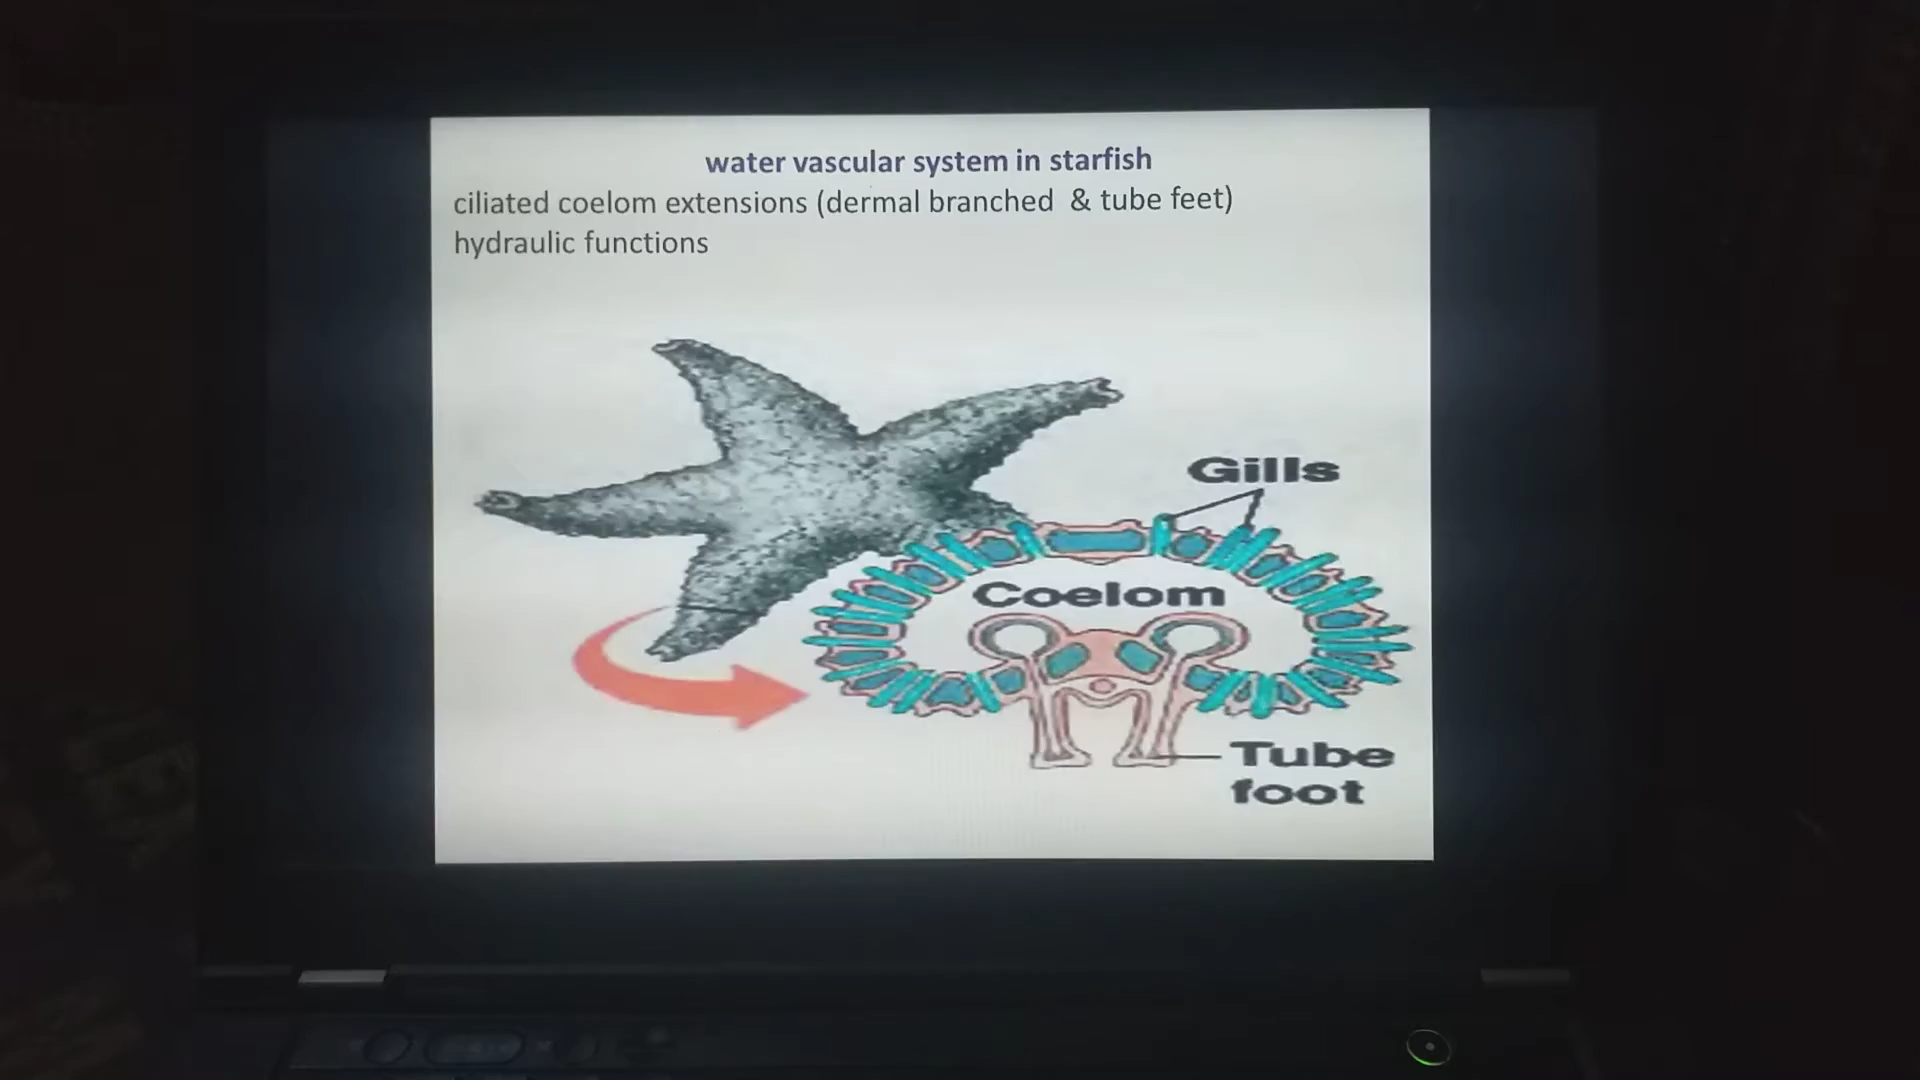 water vascular system in starfish
ciliated coelom extensions (dermal branched & tube feet)
hydraulic functions
Gills
Coelom
Tube
foot